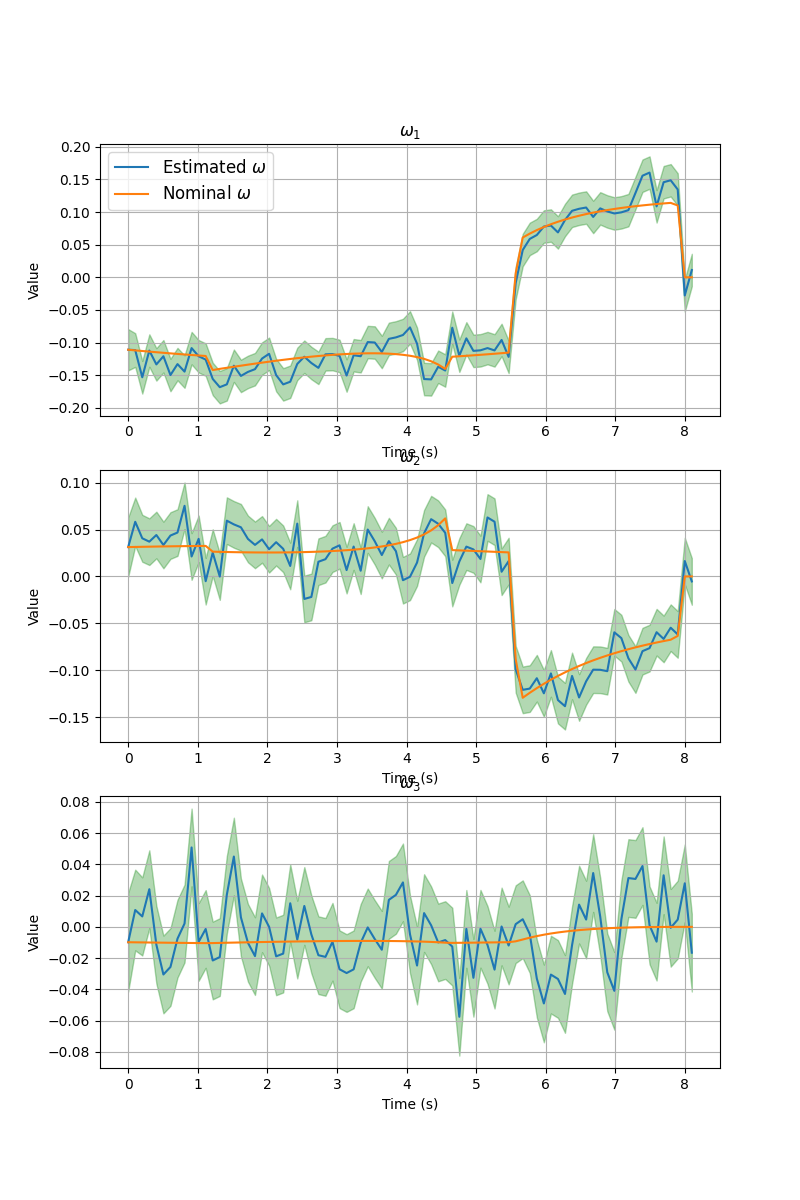 ω₁
0.20
0.15
0.10
0.05
0.00
−0.05
−0.10
−0.15
−0.20
Value
Estimated ω
Nominal ω
0 1 2 3 4 5 6 7 8
Time (s)
ω₂
0.10
0.05
0.00
−0.05
−0.10
−0.15
Value
0 1 2 3 4 5 6 7 8
Time (s)
ω₃
0.08
0.06
0.04
0.02
0.00
−0.02
−0.04
−0.06
−0.08
Value
0 1 2 3 4 5 6 7 8
Time (s)